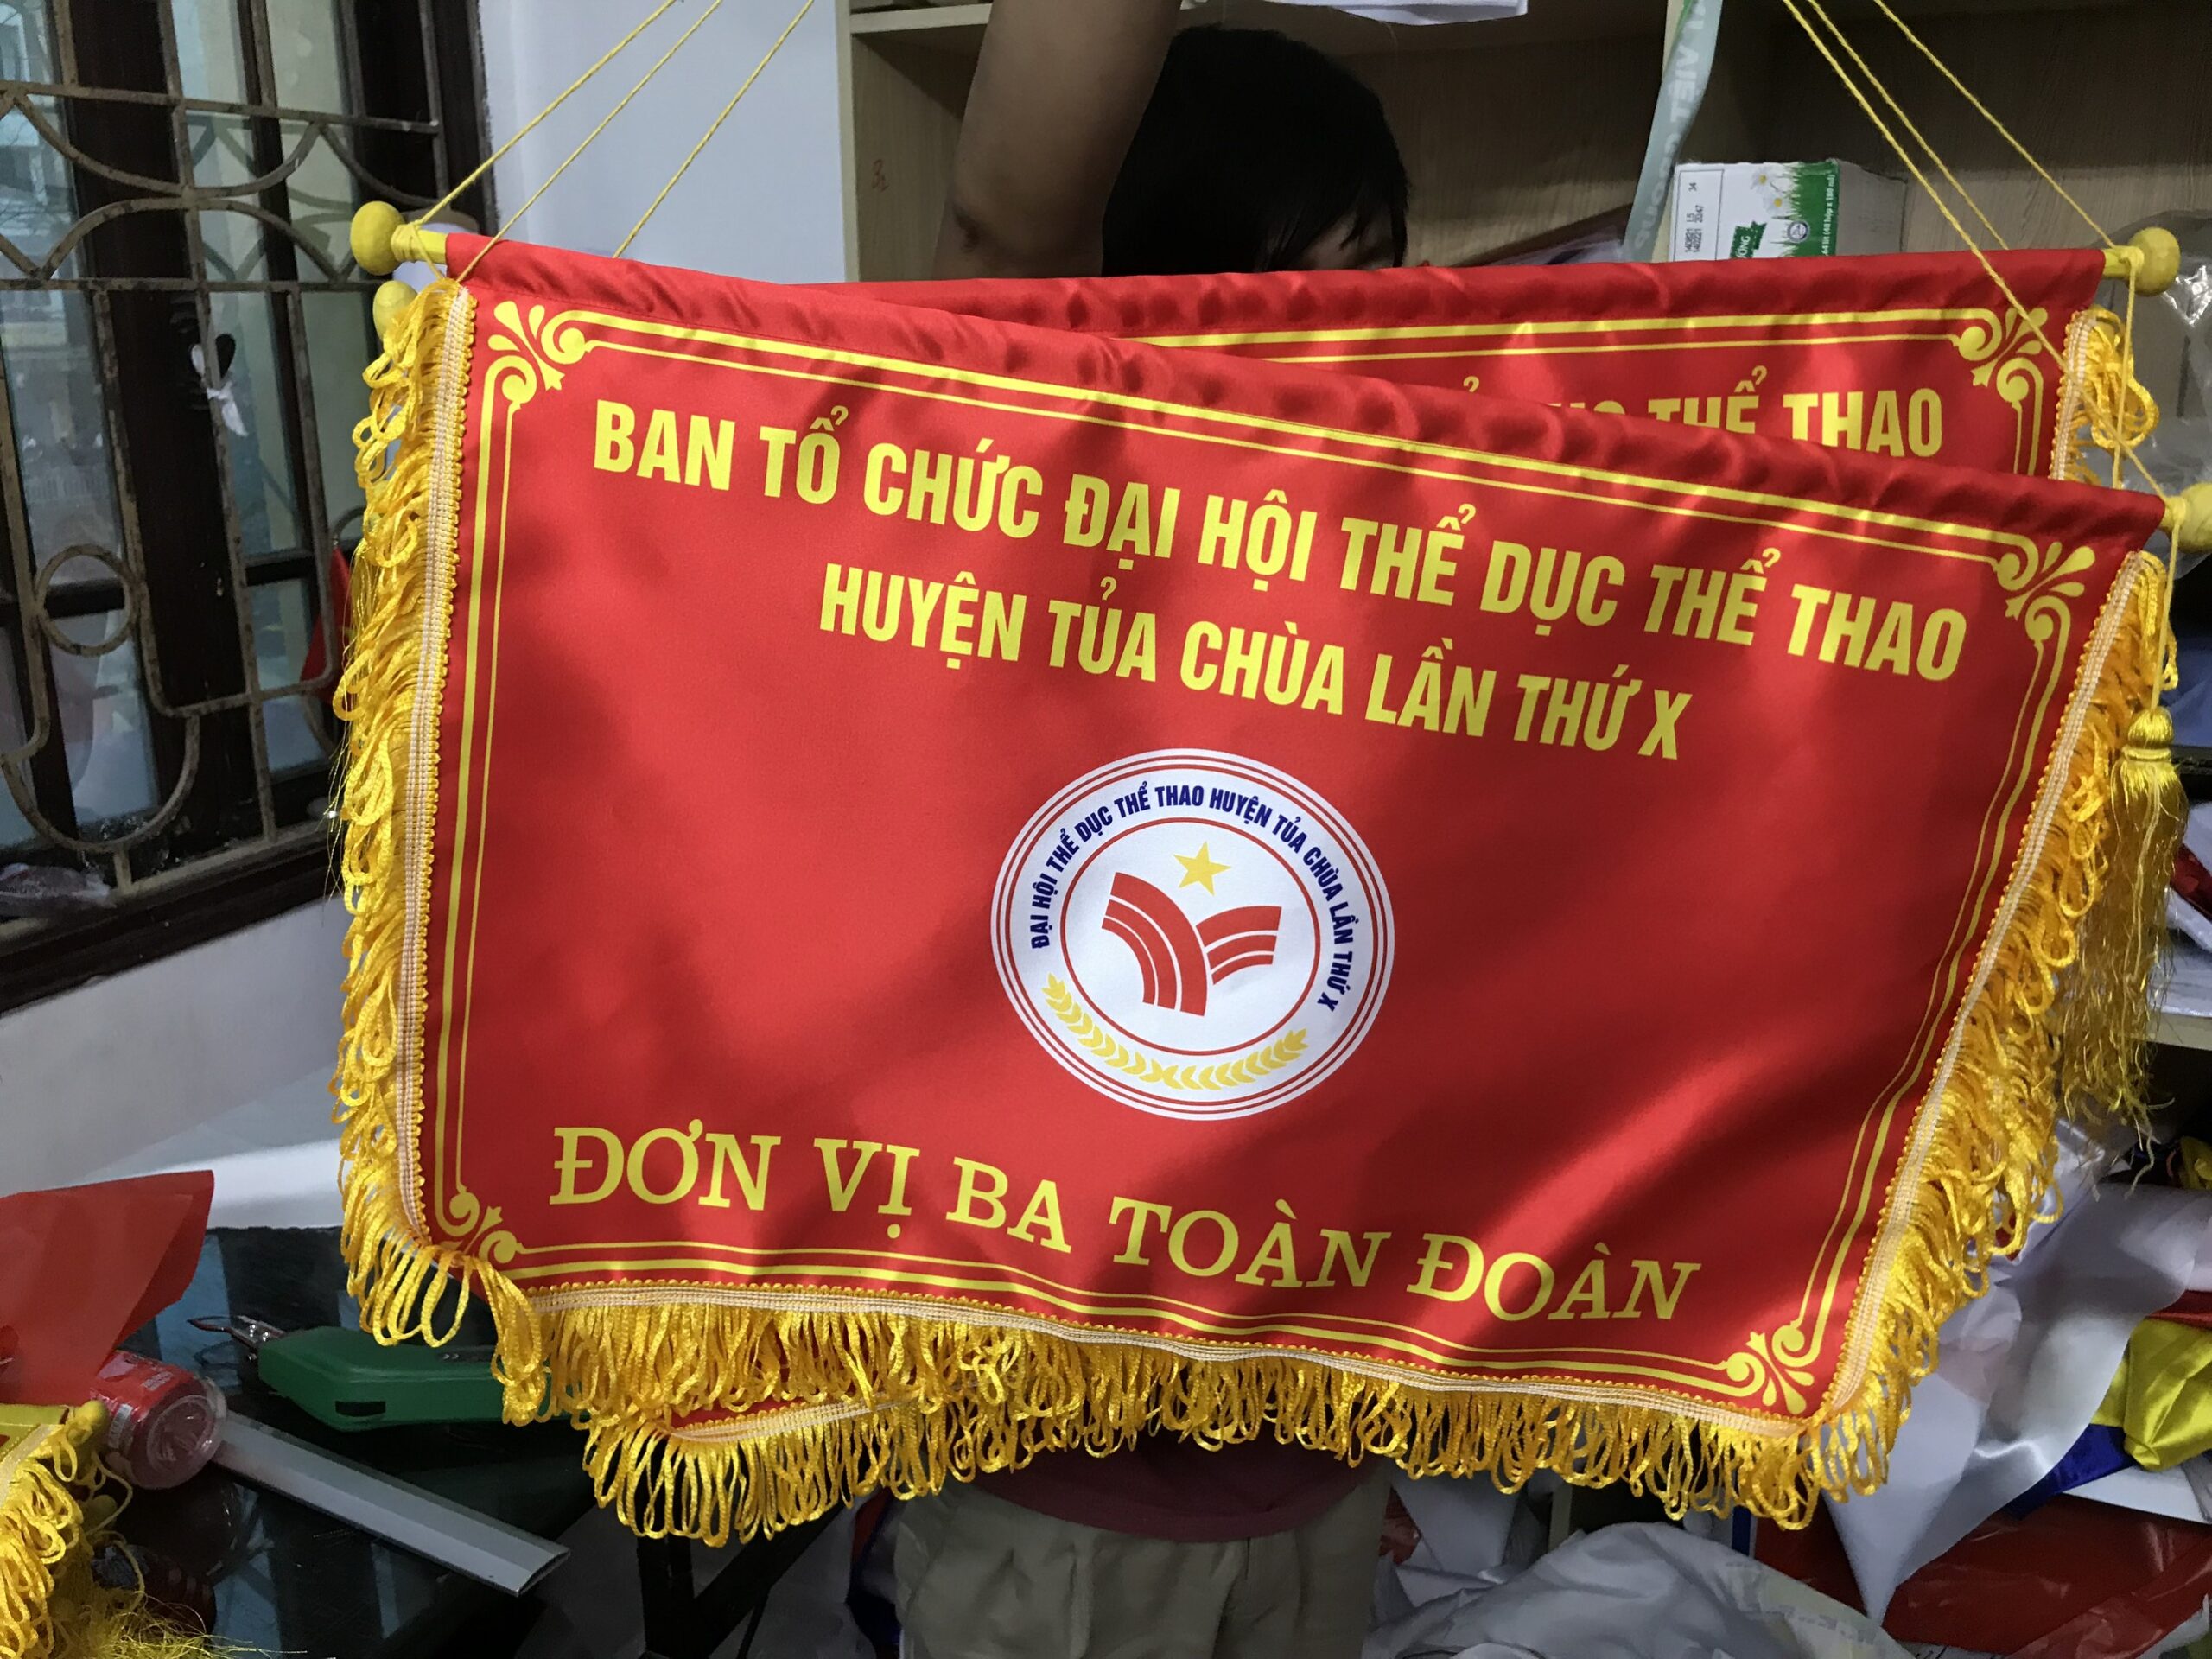 BAN TỔ CHỨC ĐẠI HỘI THỂ DỤC THỂ THAO
HUYỆN TỦA CHÙA LẦN THỨ X
ĐẠI HỘI THỂ DỤC THỂ THAO HUYỆN TỦA CHÙA LẦN THỨ X
ĐƠN VỊ BA TOÀN ĐOÀN
THỂ THAO